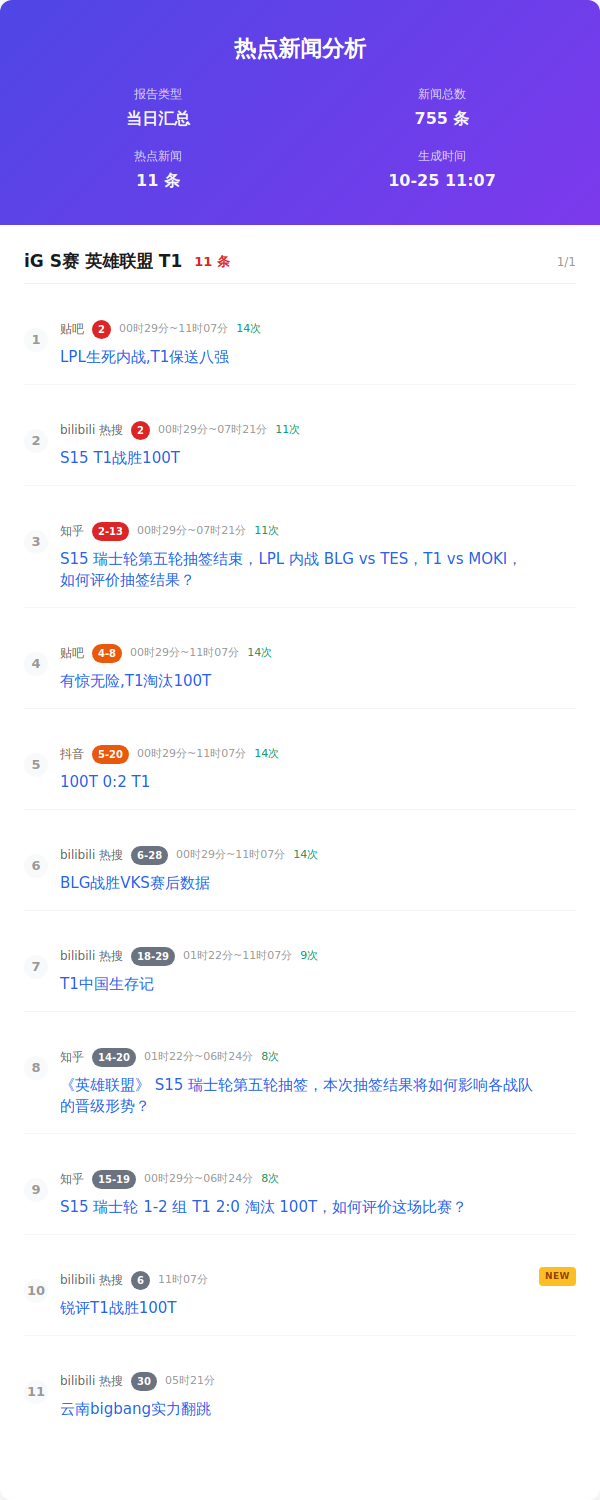 热点新闻分析
报告类型
新闻总数
当日汇总
755 条
热点新闻
生成时间
11 条
10-25 11:07
iG S赛 英雄联盟 T1 11 条 1/1
1 贴吧 2 00时29分~11时07分 14次
LPL生死内战,T1保送八强
2 bilibili 热搜 2 00时29分~07时21分 11次
S15 T1战胜100T
3 知乎 2-13 00时29分~07时21分 11次
S15 瑞士轮第五轮抽签结束，LPL 内战 BLG vs TES，T1 vs MOKI，
如何评价抽签结果？
4 贴吧 4-8 00时29分~11时07分 14次
有惊无险,T1淘汰100T
5 抖音 5-20 00时29分~11时07分 14次
100T 0:2 T1
6 bilibili 热搜 6-28 00时29分~11时07分 14次
BLG战胜VKS赛后数据
7 bilibili 热搜 18-29 01时22分~11时07分 9次
T1中国生存记
8 知乎 14-20 01时22分~06时24分 8次
《英雄联盟》 S15 瑞士轮第五轮抽签，本次抽签结果将如何影响各战队
的晋级形势？
9 知乎 15-19 00时29分~06时24分 8次
S15 瑞士轮 1-2 组 T1 2:0 淘汰 100T，如何评价这场比赛？
10 bilibili 热搜 6 11时07分 NEW
锐评T1战胜100T
11 bilibili 热搜 30 05时21分
云南bigbang实力翻跳